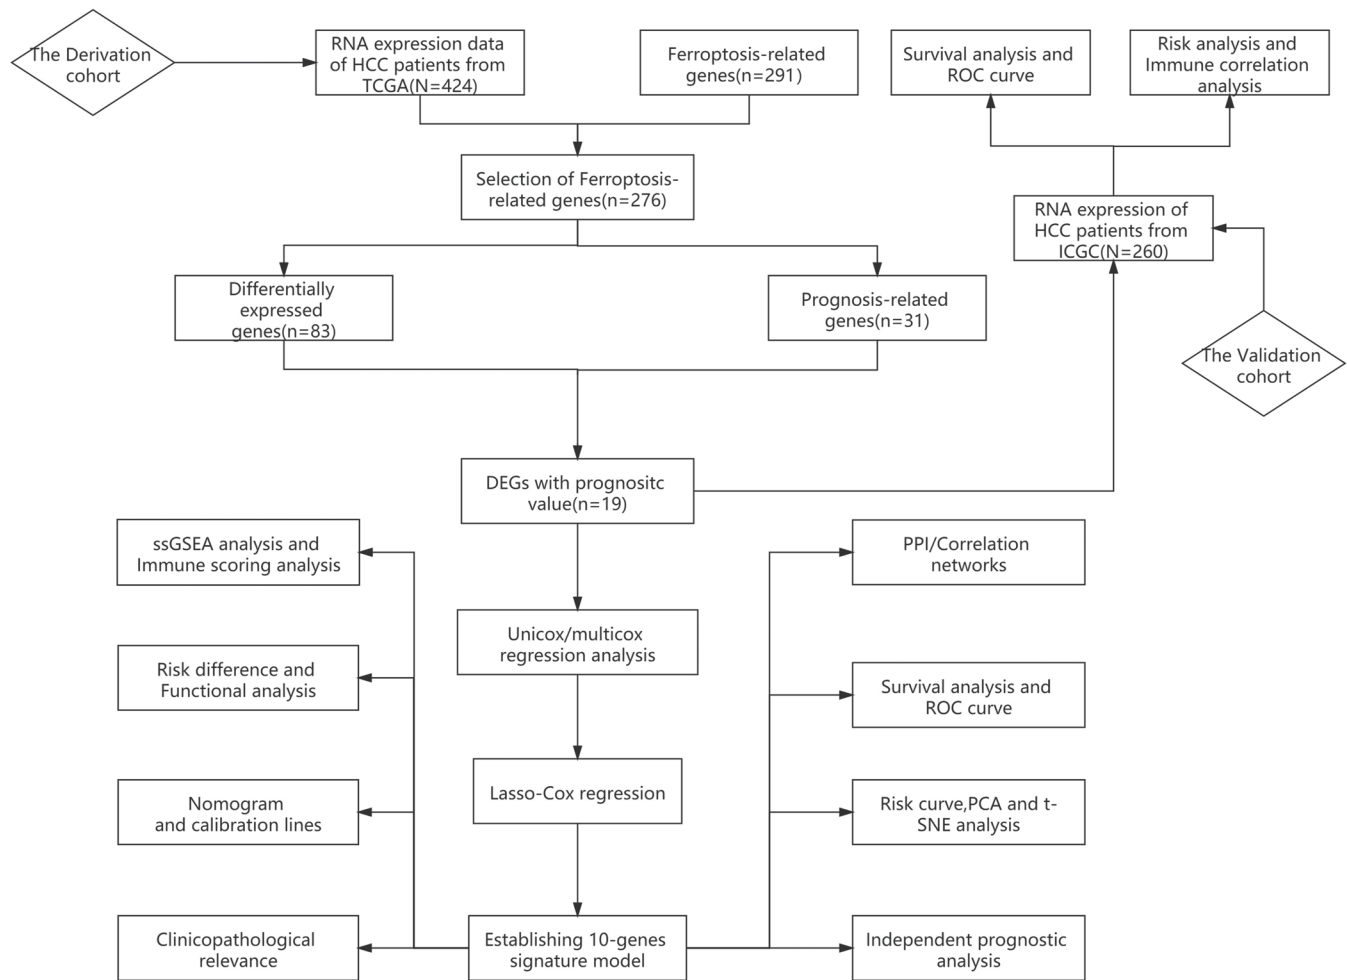 The Derivation
cohort
RNA expression data
of HCC patients from
TCGA(N=424)
Ferroptosis-related
genes(n=291)
Survival analysis and
ROC curve
Risk analysis and
Immune correlation
analysis
Selection of Ferroptosis-
related genes(n=276)
RNA expression of
HCC patients from
ICGC(N=260)
Differentially
expressed
genes(n=83)
Prognosis-related
genes(n=31)
The Validation
cohort
DEGs with prognositc
value(n=19)
ssGSEA analysis and
Immune scoring analysis
PPI/Correlation
networks
Unicox/multicox
regression analysis
Risk difference and
Functional analysis
Survival analysis and
ROC curve
Lasso-Cox regression
Nomogram
and calibration lines
Risk curve,PCA and t-
SNE analysis
Clinicopathological
relevance
Establishing 10-genes
signature model
Independent prognostic
analysis